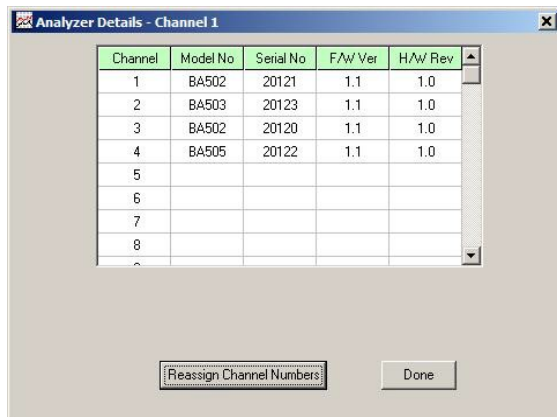 Analyzer Details - Channel 1
Channel Model No Serial No F/W Ver H/W Rev
1 BA502 20121 1.1 1.0
2 BA503 20123 1.1 1.0
3 BA502 20120 1.1 1.0
4 BA505 20122 1.1 1.0
5
6
7
8
Reassign Channel Numbers Done